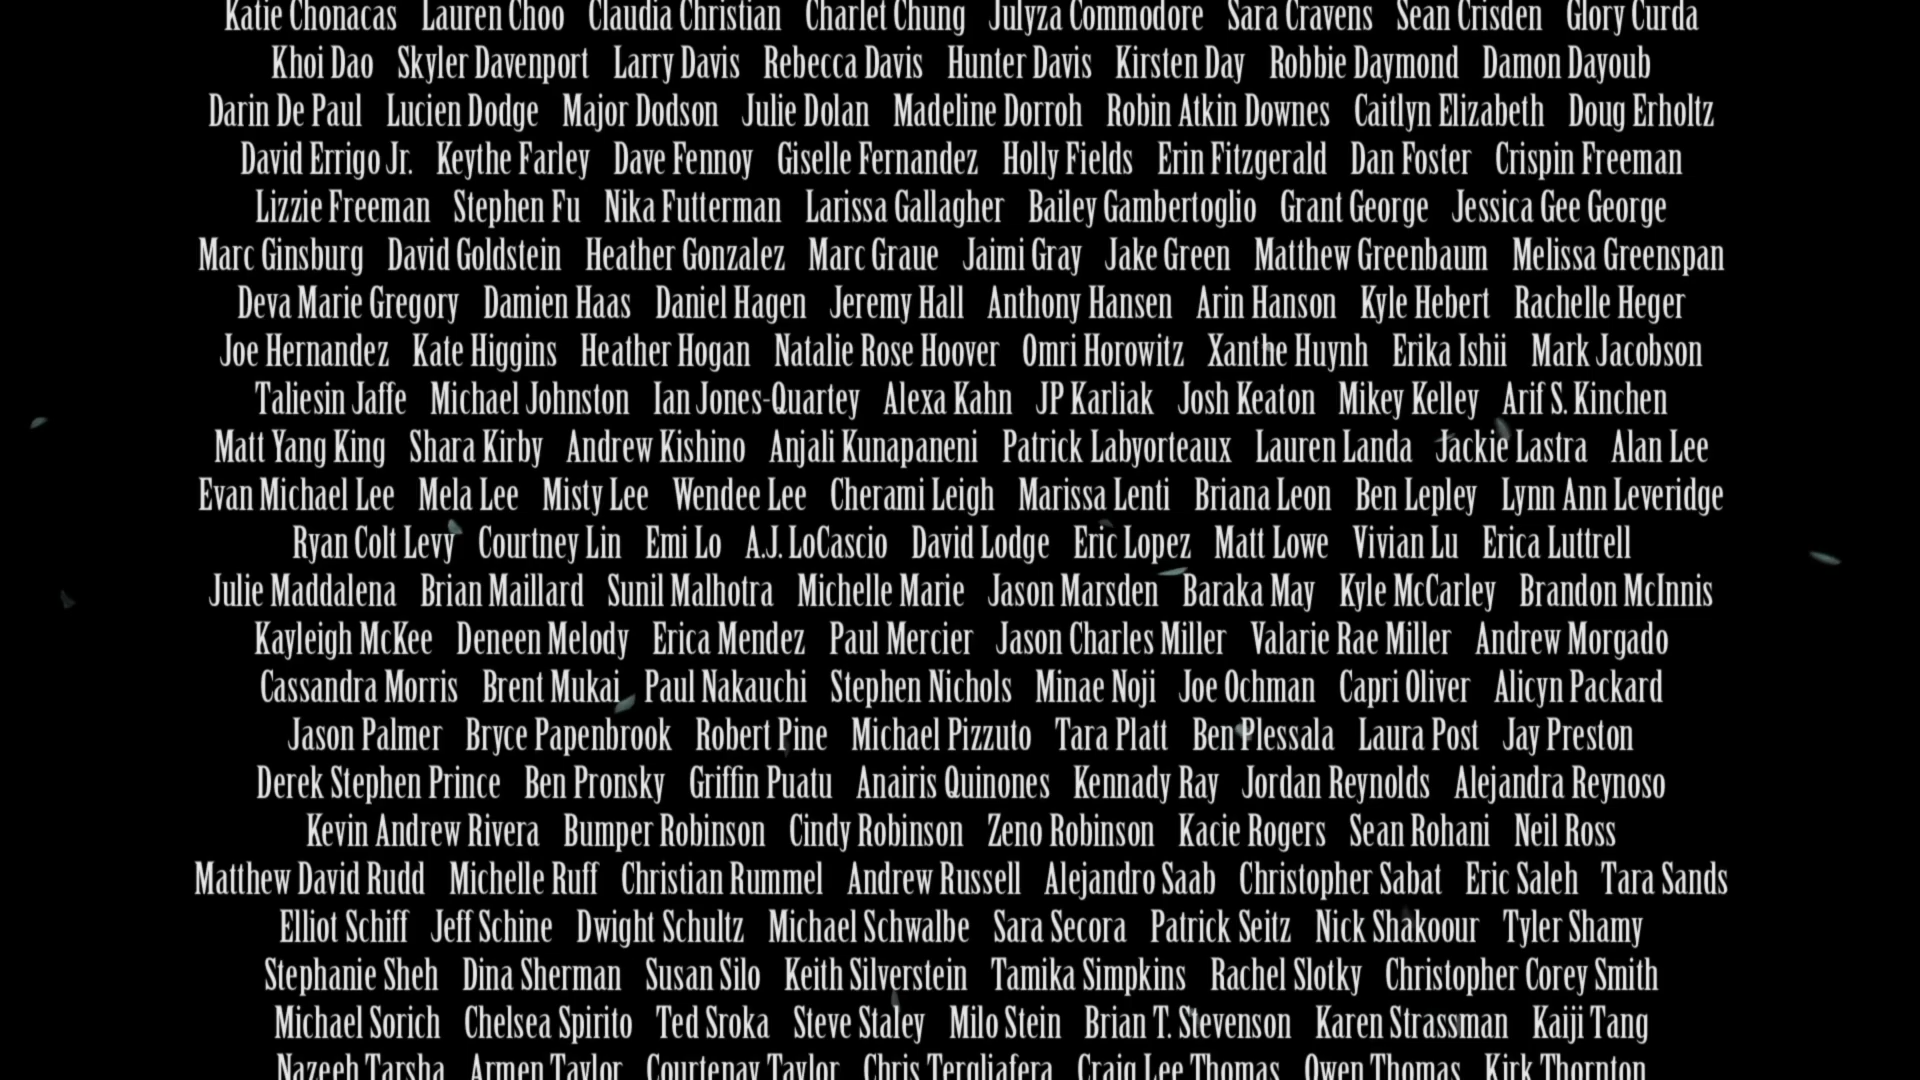 Katie Chonacas Lauren Choo Claudia Christian Charlet Chung Julyza Commodore Sara Cravens Sean Crisden Glory Curda
Khoi Dao Skyler Davenport Larry Davis Rebecca Davis Hunter Davis Kirsten Day Robbie Daymond Damon Dayoub
Darin De Paul Lucien Dodge Major Dodson Julie Dolan Madeline Dorroh Robin Atkin Downes Caitlyn Elizabeth Doug Erholtz
David Errigo Jr. Keythe Farley Dave Fennoy Giselle Fernandez Holly Fields Erin Fitzgerald Dan Foster Crispin Freeman
Lizzie Freeman Stephen Fu Nika Futterman Larissa Gallagher Bailey Gambertoglio Grant George Jessica Gee George
Marc Ginsburg David Goldstein Heather Gonzalez Marc Graue Jaimi Gray Jake Green Matthew Greenbaum Melissa Greenspan
Deva Marie Gregory Damien Haas Daniel Hagen Jeremy Hall Anthony Hansen Arin Hanson Kyle Hebert Rachelle Heger
Joe Hernandez Kate Higgins Heather Hogan Natalie Rose Hoover Omri Horowitz Xanthe Huynh Erika Ishii Mark Jacobson
Taliesin Jaffe Michael Johnston Ian Jones-Quartey Alexa Kahn JP Karliak Josh Keaton Mikey Kelley Arif S. Kinchen
Matt Yang King Shara Kirby Andrew Kishino Anjali Kunapaneni Patrick Labyorteaux Lauren Landa Jackie Lastra Alan Lee
Evan Michael Lee Mela Lee Misty Lee Wendee Lee Cherami Leigh Marissa Lenti Briana Leon Ben Lepley Lynn Ann Leveridge
Ryan Colt Levy Courtney Lin Emi Lo A.J. LoCascio David Lodge Eric Lopez Matt Lowe Vivian Lu Erica Luttrell
Julie Maddalena Brian Maillard Sunil Malhotra Michelle Marie Jason Marsden Baraka May Kyle McCarley Brandon McInnis
Kayleigh McKee Deneen Melody Erica Mendez Paul Mercier Jason Charles Miller Valarie Rae Miller Andrew Morgado
Cassandra Morris Brent Mukai Paul Nakauchi Stephen Nichols Minae Noji Joe Ochman Capri Oliver Alicyn Packard
Jason Palmer Bryce Papenbrook Robert Pine Michael Pizzuto Tara Platt Ben Plessala Laura Post Jay Preston
Derek Stephen Prince Ben Pronsky Griffin Puatu Anairis Quinones Kennady Ray Jordan Reynolds Alejandra Reynoso
Kevin Andrew Rivera Bumper Robinson Cindy Robinson Zeno Robinson Kacie Rogers Sean Rohani Neil Ross
Matthew David Rudd Michelle Ruff Christian Rummel Andrew Russell Alejandro Saab Christopher Sabat Eric Saleh Tara Sands
Elliot Schiff Jeff Schine Dwight Schultz Michael Schwalbe Sara Secora Patrick Seitz Nick Shakoour Tyler Shamy
Stephanie Sheh Dina Sherman Susan Silo Keith Silverstein Tamika Simpkins Rachel Slotky Christopher Corey Smith
Michael Sorich Chelsea Spirito Ted Sroka Steve Staley Milo Stein Brian T. Stevenson Karen Strassman Kaiji Tang
Nazeeh Tarsha Armen Taylor Courtenay Taylor Chris Tergliafera Craig Lee Thomas Owen Thomas Kirk Thornton